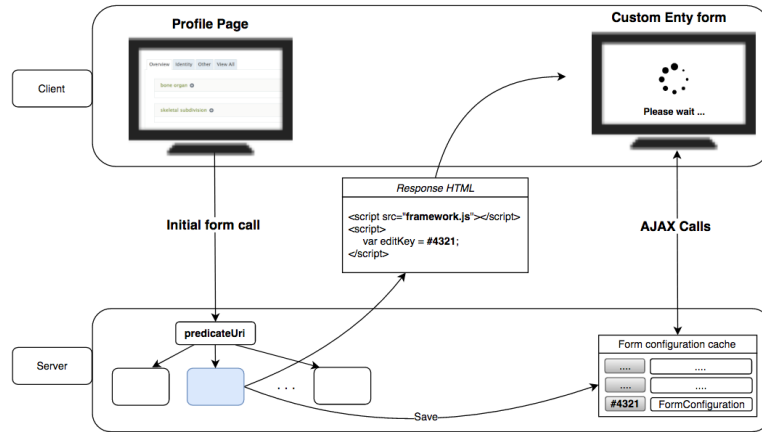 Profile Page
Custom Enty form
Client
Overview Identity Other View All
bone organ
skeletal subdivision
Please wait ...
Response HTML
<script src="framework.js"></script>
<script>
var editKey = #4321;
</script>
Initial form call
AJAX Calls
Server
predicateUri
. . .
Form configuration cache
.... ....
.... ....
#4321 FormConfiguration
Save